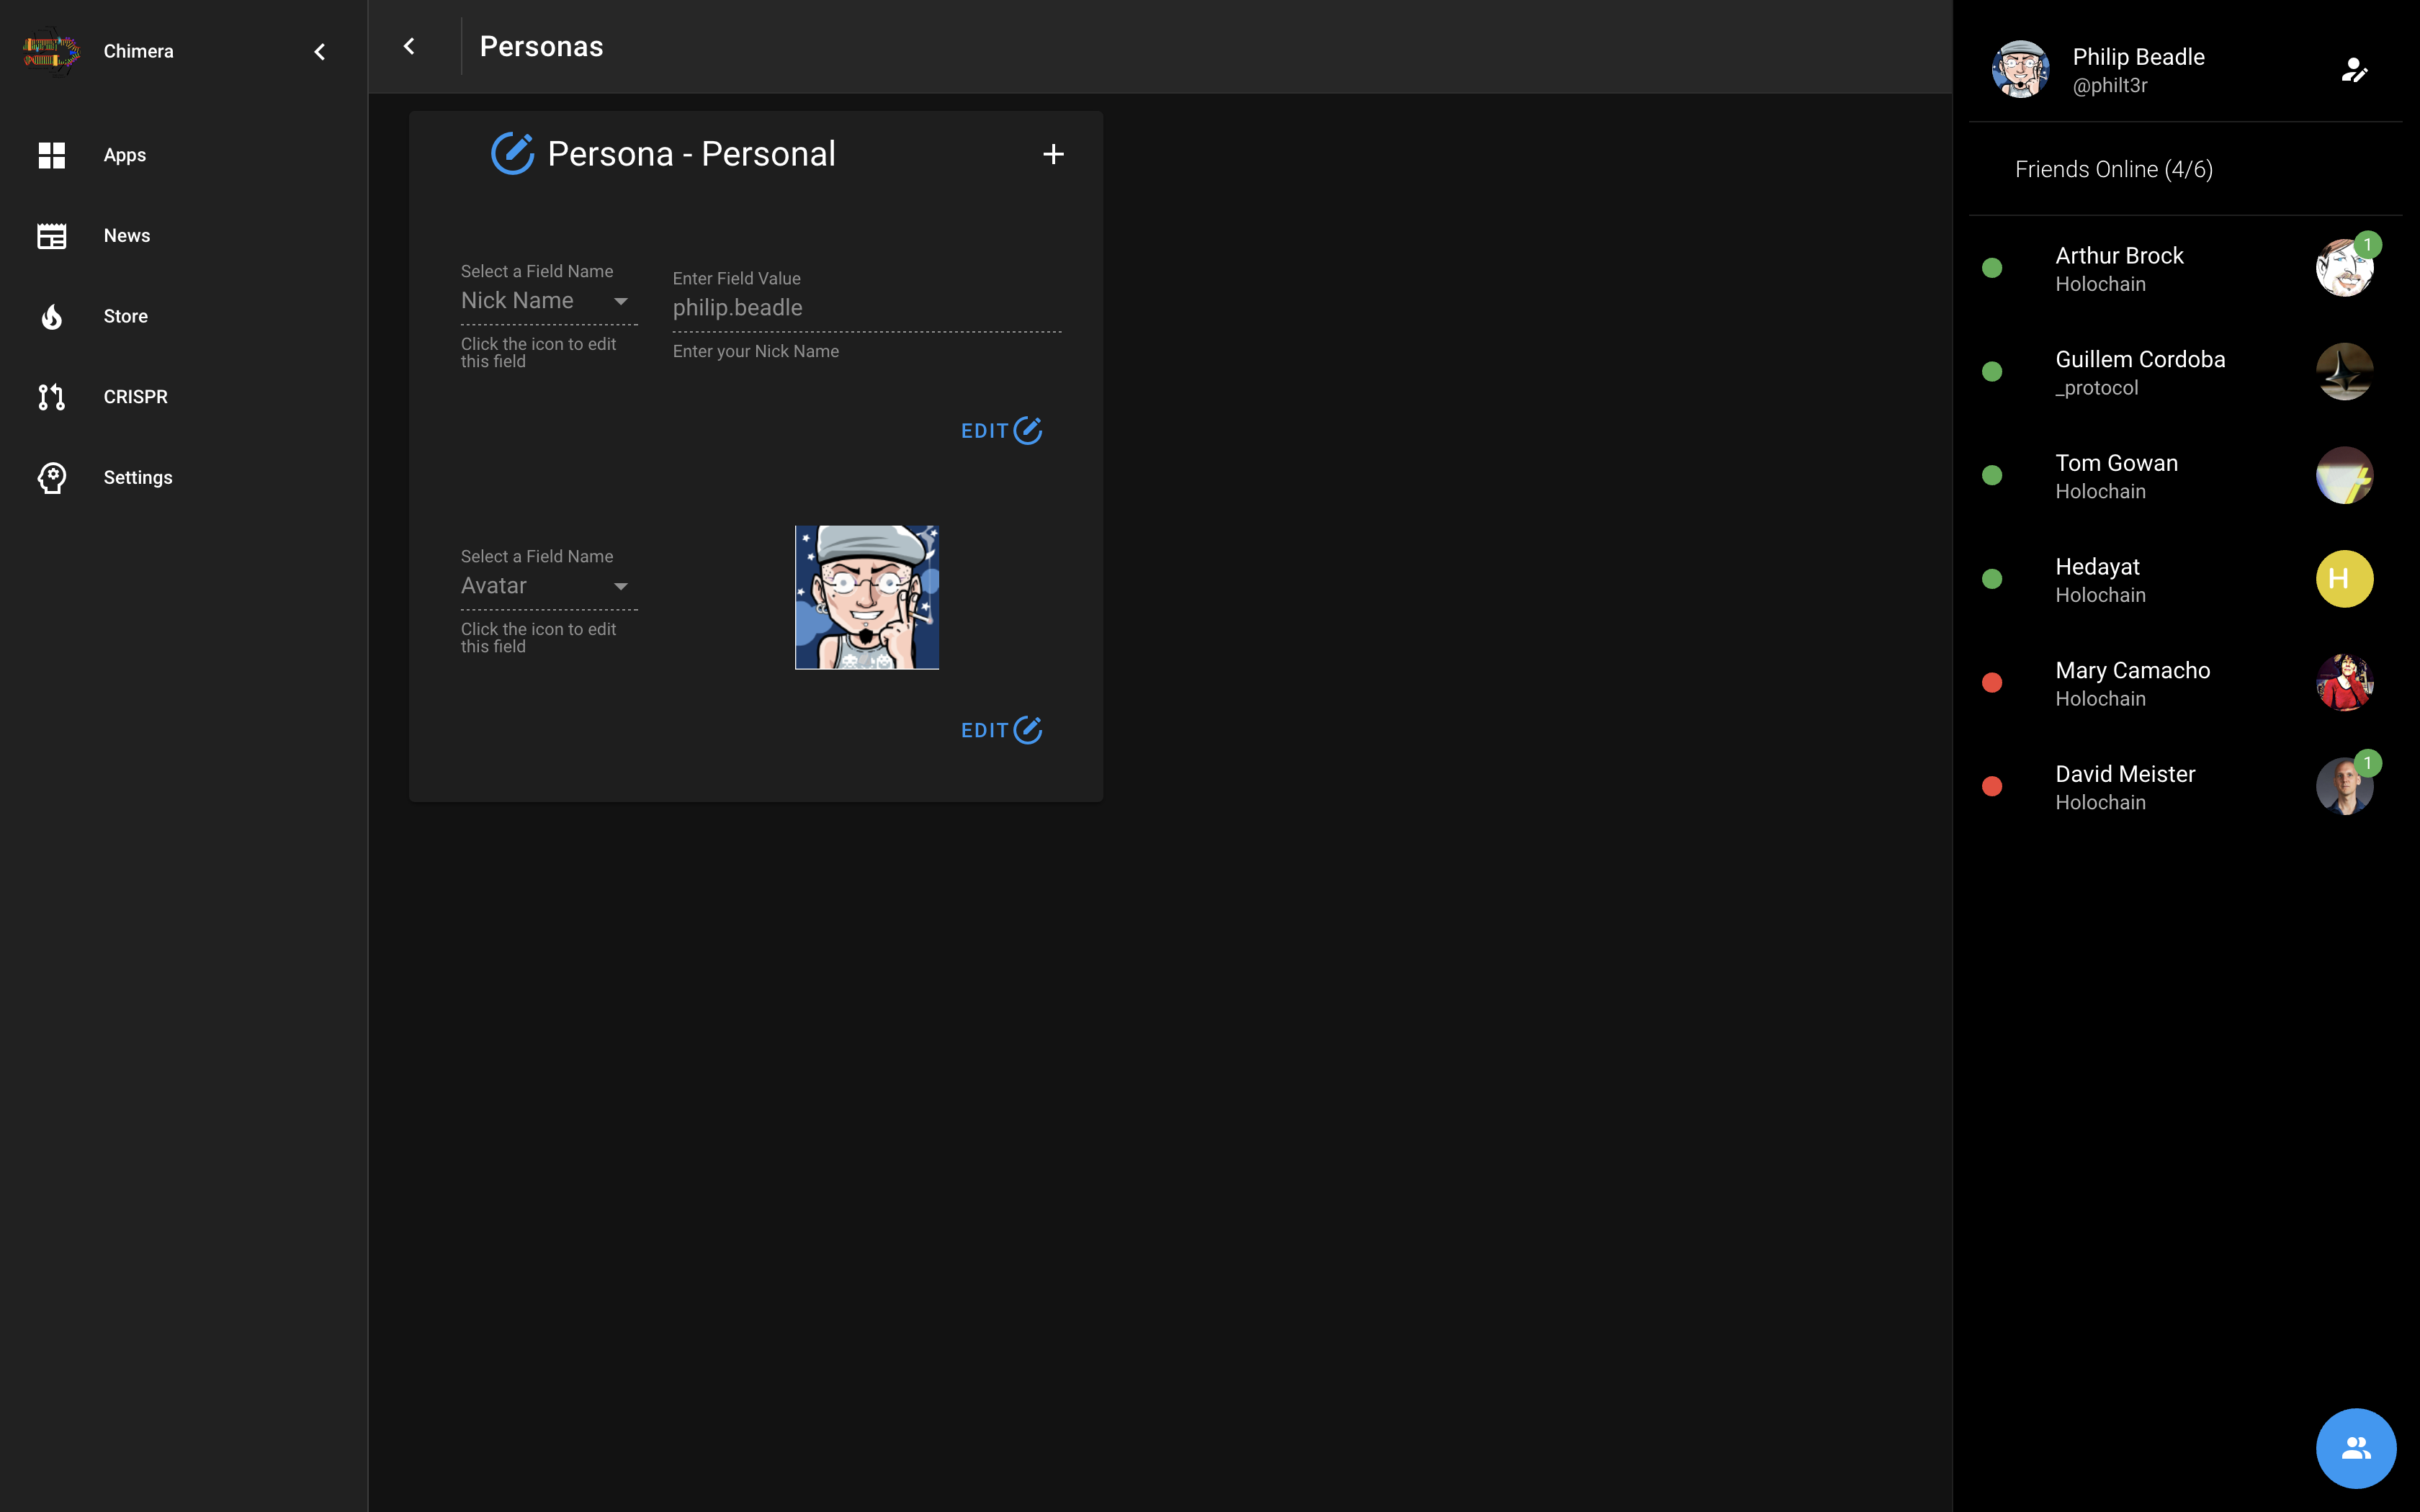 Chimera
Apps
News
Store
CRISPR
Settings
Personas
Persona - Personal
Select a Field Name
Nick Name
Click the icon to edit
this field
Enter Field Value
philip.beadle
Enter your Nick Name
EDIT
Select a Field Name
Avatar
Click the icon to edit
this field
EDIT
Philip Beadle
@philt3r
Friends Online (4/6)
Arthur Brock
Holochain
1
Guillem Cordoba
_protocol
Tom Gowan
Holochain
Hedayat
Holochain
H
Mary Camacho
Holochain
David Meister
Holochain
1